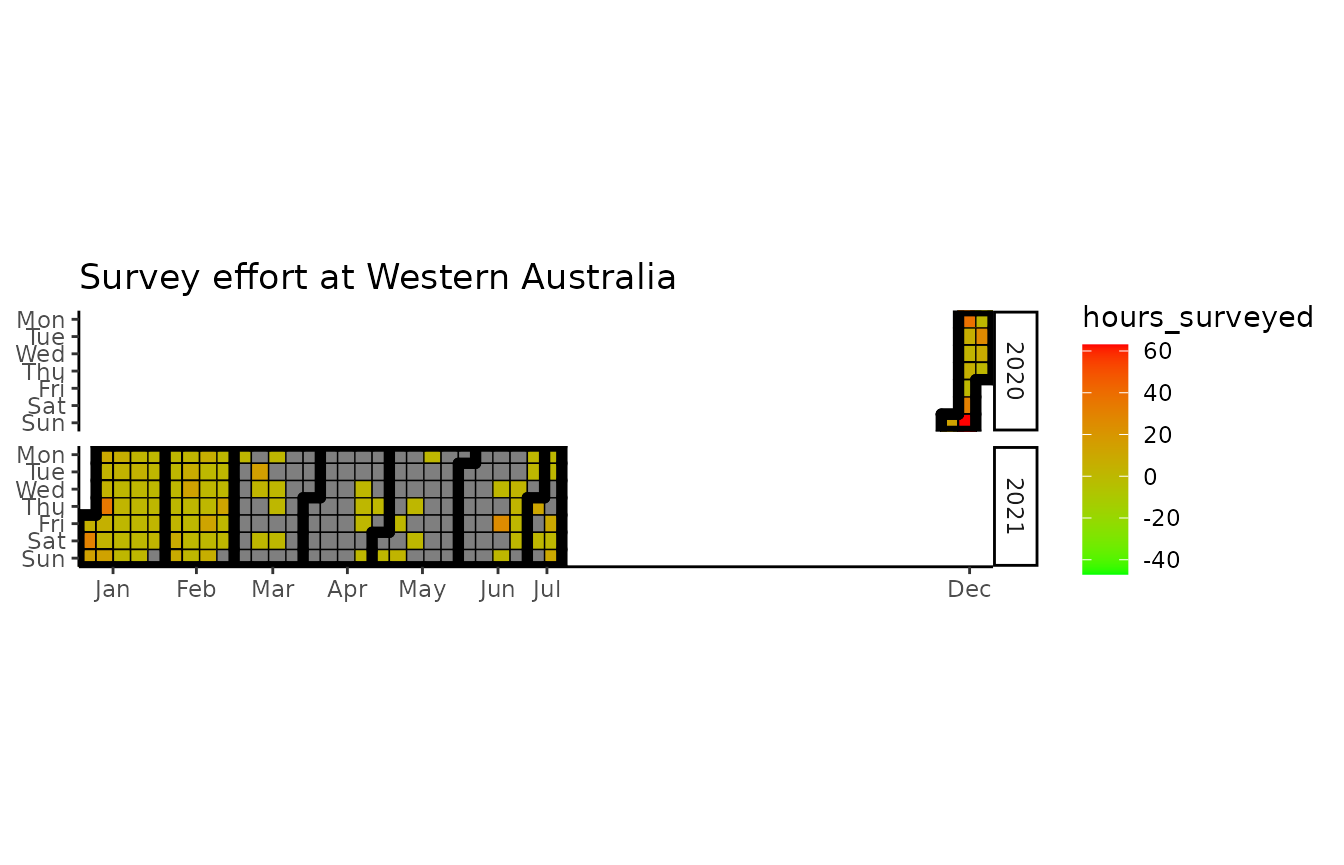 Survey effort at Western Australia
Mon
Tue
Wed
Thu
Fri
Sat
Sun
2020
Mon
Tue
Wed
Thu
Fri
Sat
Sun
2021
Jan Feb Mar Apr May Jun Jul Dec
hours_surveyed
60
40
20
0
-20
-40